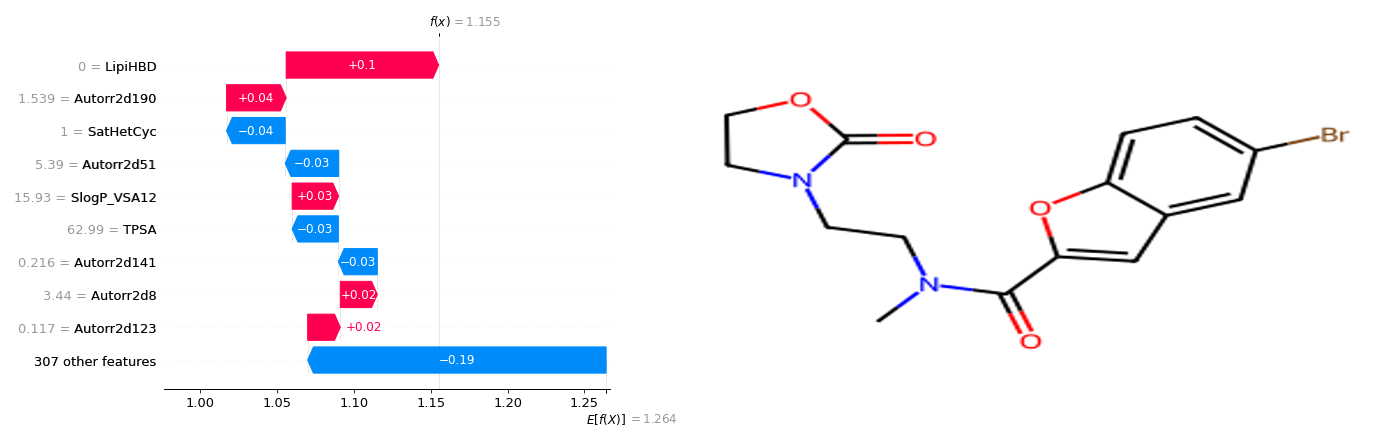 f(x) = 1.155
0 = LipiHBD
+0.1
1.539 = Autorr2d190
+0.04
1 = SatHetCyc
−0.04
5.39 = Autorr2d51
−0.03
15.93 = SlogP_VSA12
+0.03
62.99 = TPSA
−0.03
0.216 = Autorr2d141
−0.03
3.44 = Autorr2d8
+0.02
0.117 = Autorr2d123
+0.02
307 other features
−0.19
1.00 1.05 1.10 1.15 1.20 1.25
E[f(X)] = 1.264
O
O
N
Br
O
N
O